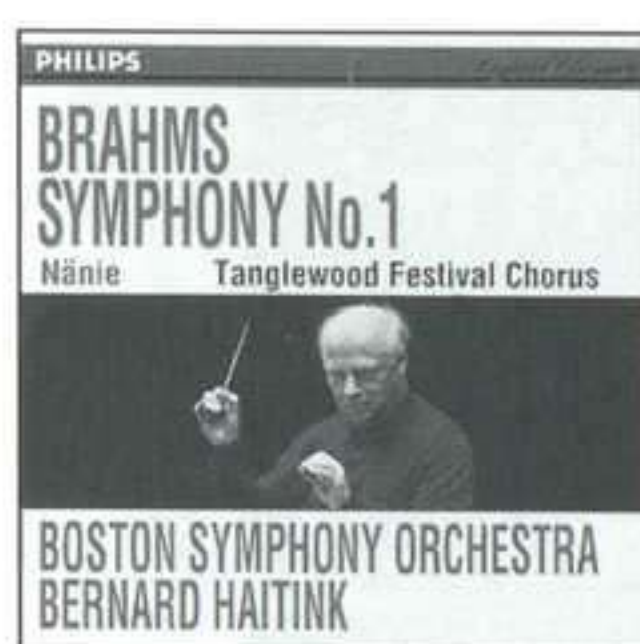 PHILIPS
BRAHMS
SYMPHONY No.1
Nänie Tanglewood Festival Chorus
BOSTON SYMPHONY ORCHESTRA
BERNARD HAITINK